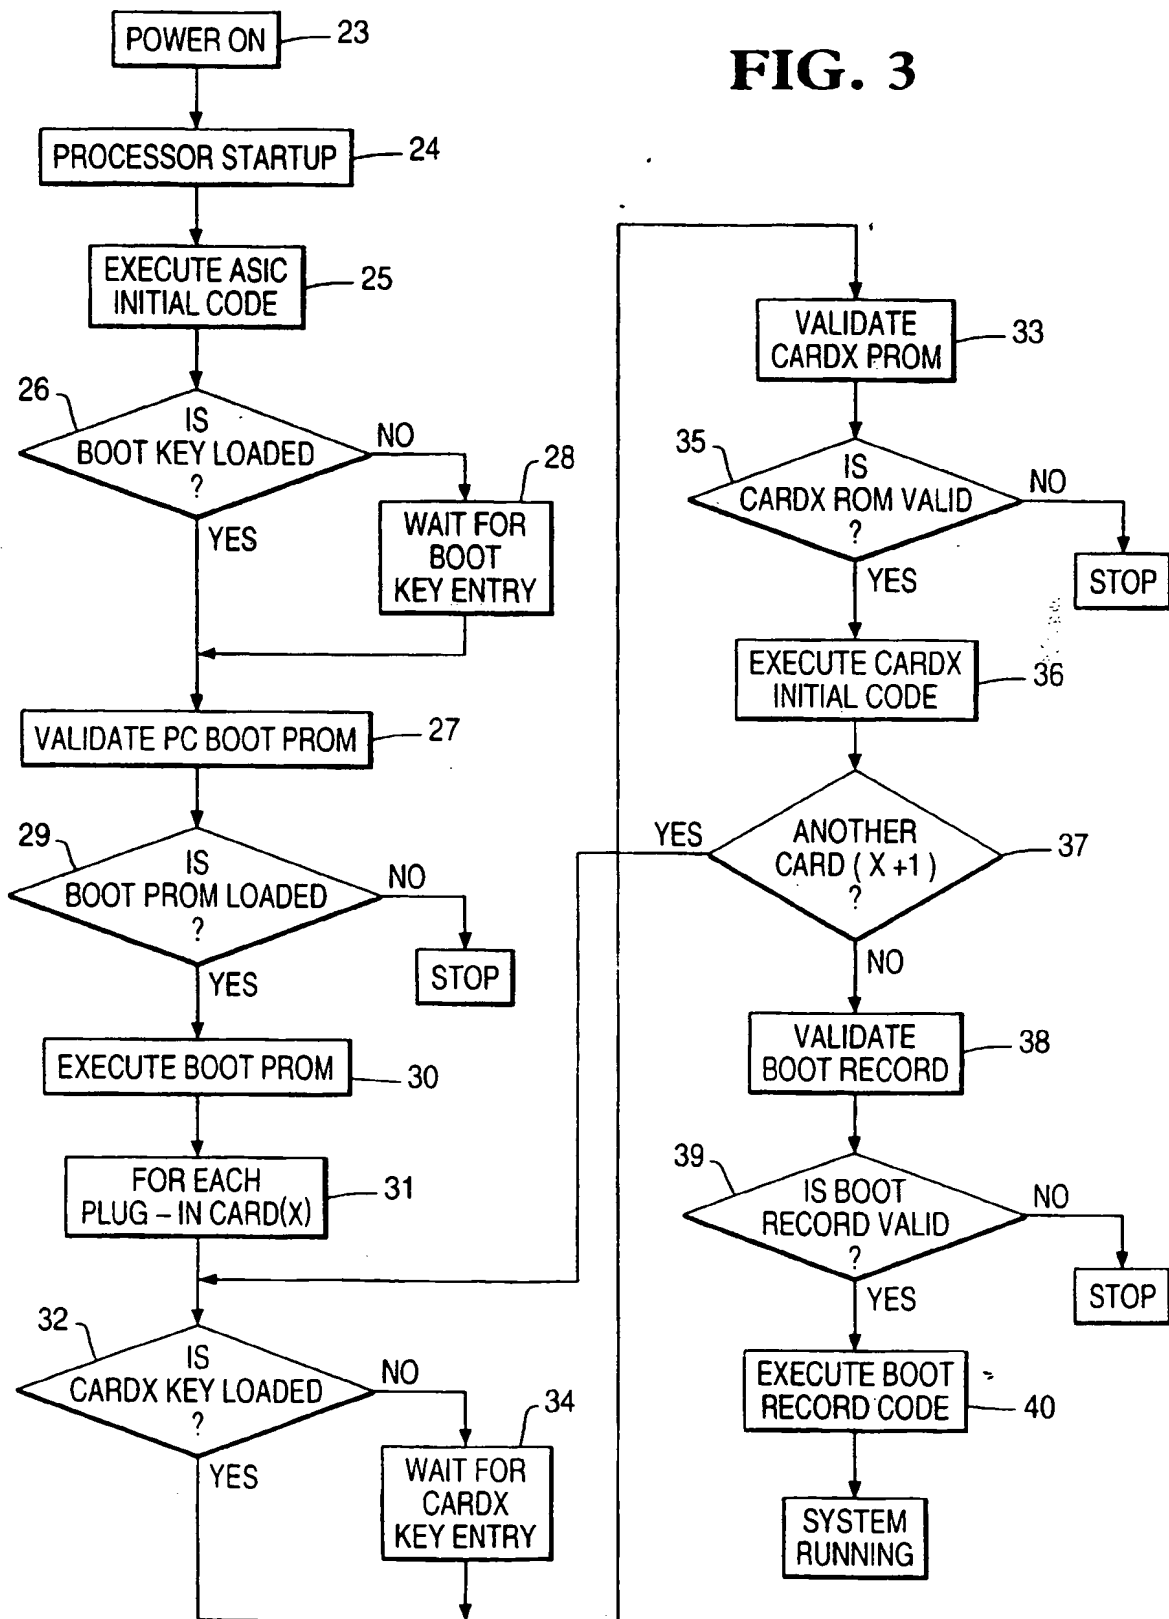 FIG. 3
POWER ON
23
PROCESSOR STARTUP
24
EXECUTE ASIC
INITIAL CODE
25
26
IS
BOOT KEY LOADED
?
NO
YES
28
WAIT FOR
BOOT
KEY ENTRY
VALIDATE PC BOOT PROM
27
29
IS
BOOT PROM LOADED
?
NO
YES
STOP
EXECUTE BOOT PROM
30
FOR EACH
PLUG – IN CARD(X)
31
32
IS
CARDX KEY LOADED
?
NO
YES
34
WAIT FOR
CARDX
KEY ENTRY
VALIDATE
CARDX PROM
33
35
IS
CARDX ROM VALID
?
NO
YES
STOP
EXECUTE CARDX
INITIAL CODE
36
YES
ANOTHER
CARD ( X +1 )
?
37
NO
VALIDATE
BOOT RECORD
38
39
IS BOOT
RECORD VALID
?
NO
YES
STOP
EXECUTE BOOT
RECORD CODE
40
SYSTEM
RUNNING